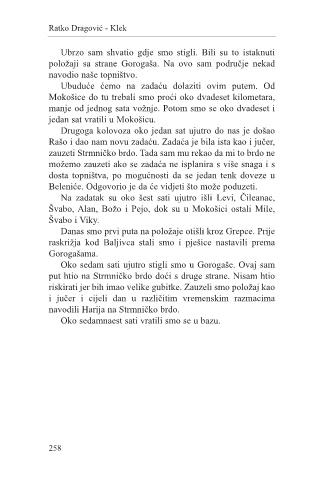 Ratko Dragović - Klek
Ubrzo sam shvatio gdje smo stigli. Bili su to istaknuti
položaji sa strane Gorogaša. Na ovo sam područje nekad
navodio naše topništvo.
Ubuduće ćemo na zadaću dolaziti ovim putem. Od
Mokošice do tu trebali smo proći oko dvadeset kilometara,
manje od jednog sata vožnje. Potom smo se oko dvadeset i
jedan sat vratili u Mokošicu.
Drugoga kolovoza oko jedan sat ujutro do nas je došao
Rašo i dao nam novu zadaću. Zadaća je bila ista kao i jučer,
zauzeti Strmničko brdo. Tada sam mu rekao da mi to brdo ne
možemo zauzeti ako se zadaća ne isplanira s više snaga i s
dosta topništva, po mogućnosti da se jedan tenk doveze u
Beleniće. Odgovorio je da će vidjeti što može poduzeti.
Na zadatak su oko šest sati ujutro išli Levi, Čileanac,
Švabo, Alan, Božo i Pejo, dok su u Mokošici ostali Mile,
Švabo i Viky.
Danas smo prvi puta na položaje otišli kroz Grepce. Prije
raskrižja kod Baljivca stali smo i pješice nastavili prema
Gorogašama.
Oko sedam sati ujutro stigli smo u Gorogaše. Ovaj sam
put htio na Strmničko brdo doći s druge strane. Nisam htio
riskirati jer bih imao velike gubitke. Zauzeli smo položaj kao
i jučer i cijeli dan u različitim vremenskim razmacima
navodili Harija na Strmničko brdo.
Oko sedamnaest sati vratili smo se u bazu.
258